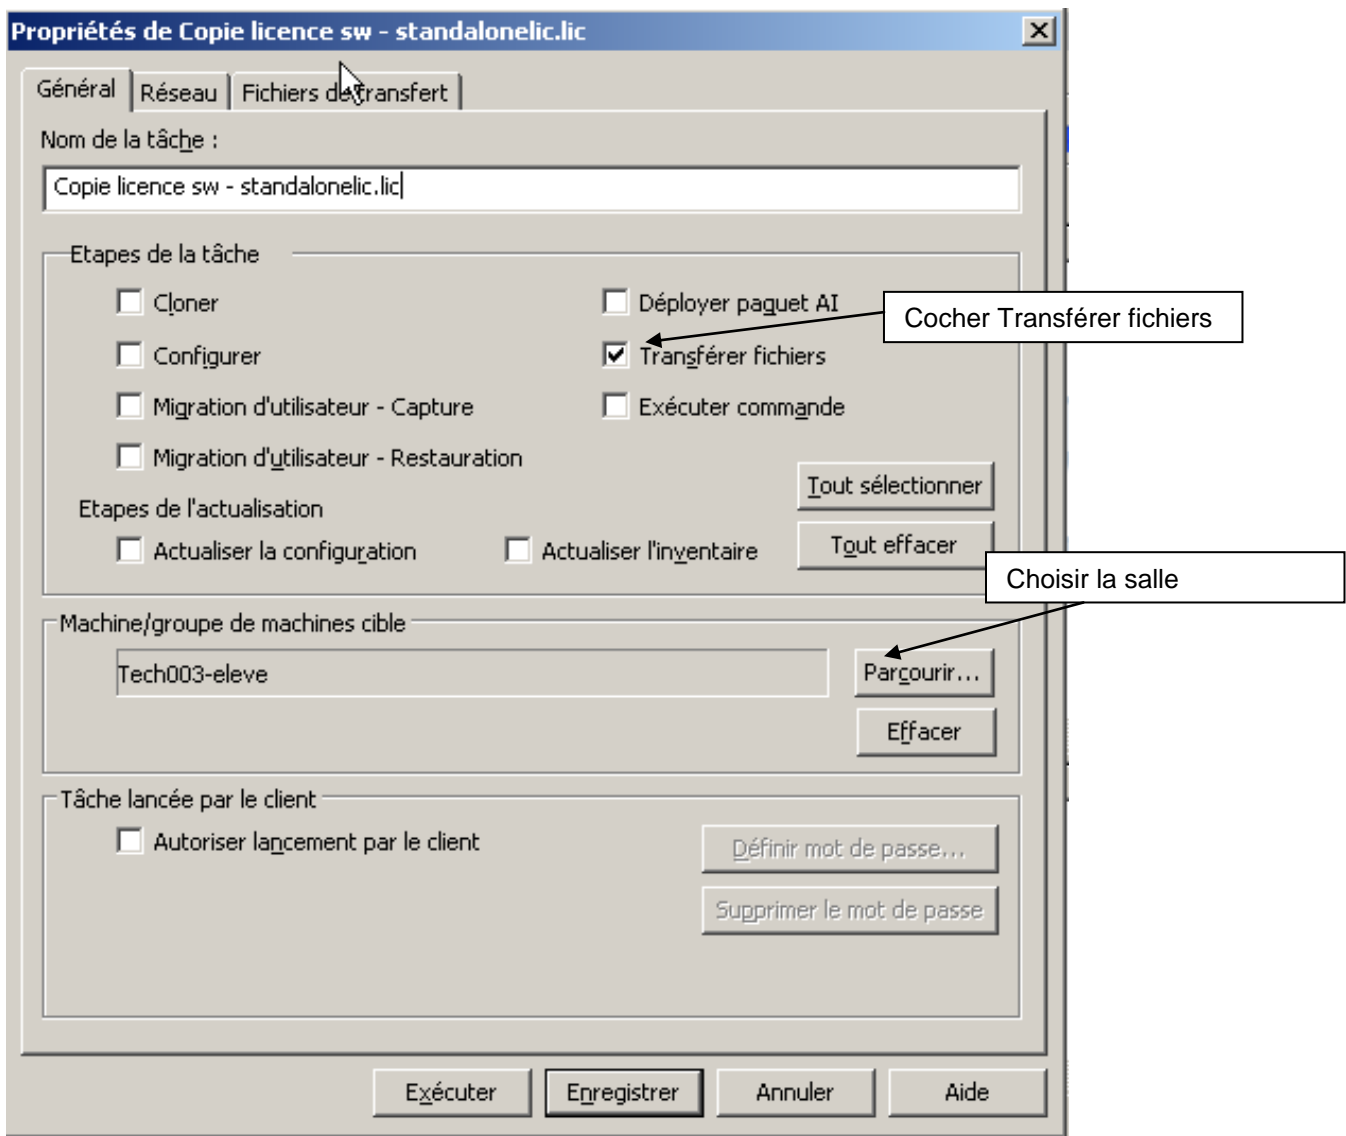 Propriétés de Copie licence sw - standalonelic.lic
Général Réseau Fichiers de transfert
Nom de la tâche :
Copie licence sw - standalonelic.lic
Etapes de la tâche
Cloner Déployer paquet AI
Cocher Transférer fichiers
Configurer Transférer fichiers
Migration d'utilisateur - Capture Exécuter commande
Migration d'utilisateur - Restauration
Tout sélectionner
Etapes de l'actualisation
Actualiser la configuration Actualiser l'inventaire Tout effacer
Choisir la salle
Machine/groupe de machines cible
Tech003-eleve Parcourir...
Effacer
Tâche lancée par le client
Autoriser lancement par le client Définir mot de passe...
Supprimer le mot de passe
Exécuter Enregistrer Annuler Aide